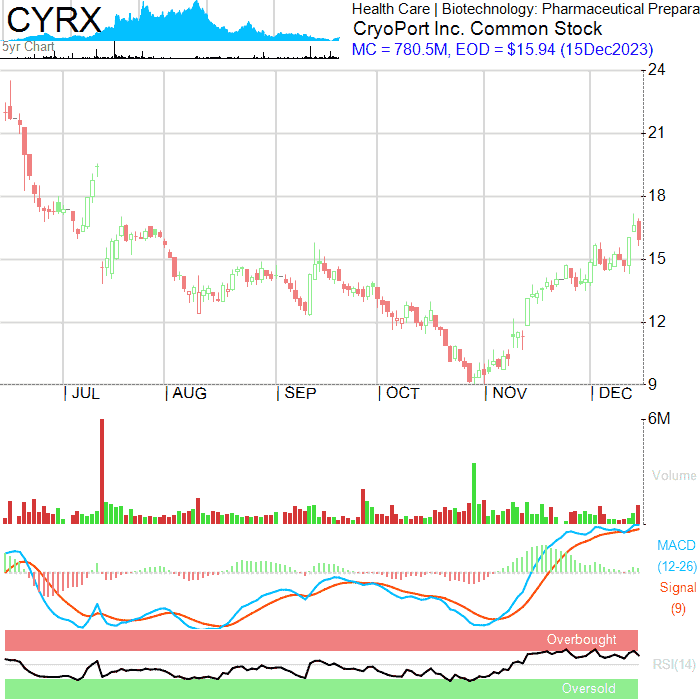 CYRX
5yr Chart
Health Care | Biotechnology: Pharmaceutical Prepara
CryoPort Inc. Common Stock
MC = 780.5M, EOD = $15.94 (15Dec2023)
24
21
18
15
12
9
JUL AUG SEP OCT NOV DEC
6M
Volume
MACD
(12-26)
Signal
(9)
Overbought
RSI(14)
Oversold